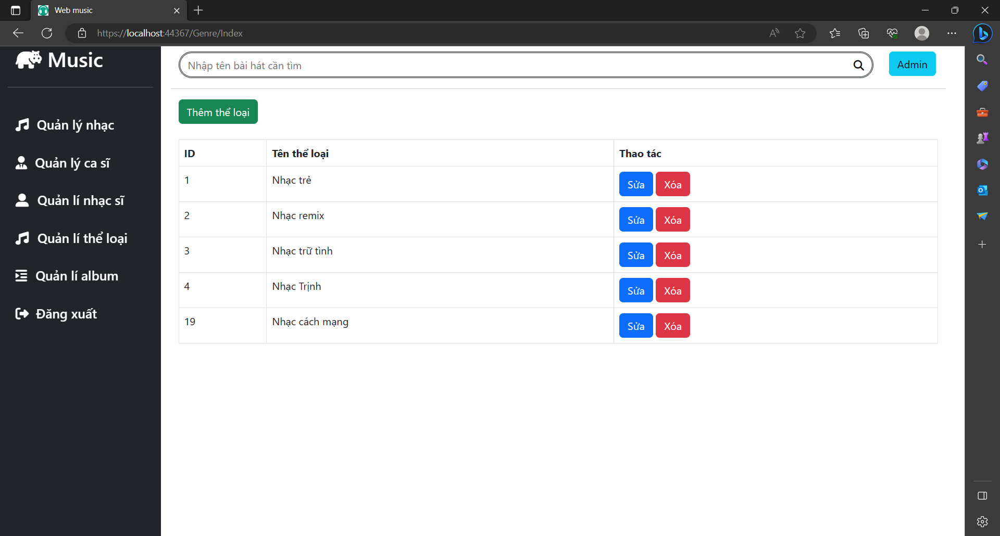 Web music
https://localhost:44367/Genre/Index
Music
Nhập tên bài hát cần tìm
Admin
Quản lý nhạc
Quản lý ca sĩ
Quản lí nhạc sĩ
Quản lí thể loại
Quản lí album
Đăng xuất
Thêm thể loại
ID Tên thể loại Thao tác
1 Nhạc trẻ Sửa Xóa
2 Nhạc remix Sửa Xóa
3 Nhạc trữ tình Sửa Xóa
4 Nhạc Trịnh Sửa Xóa
19 Nhạc cách mạng Sửa Xóa